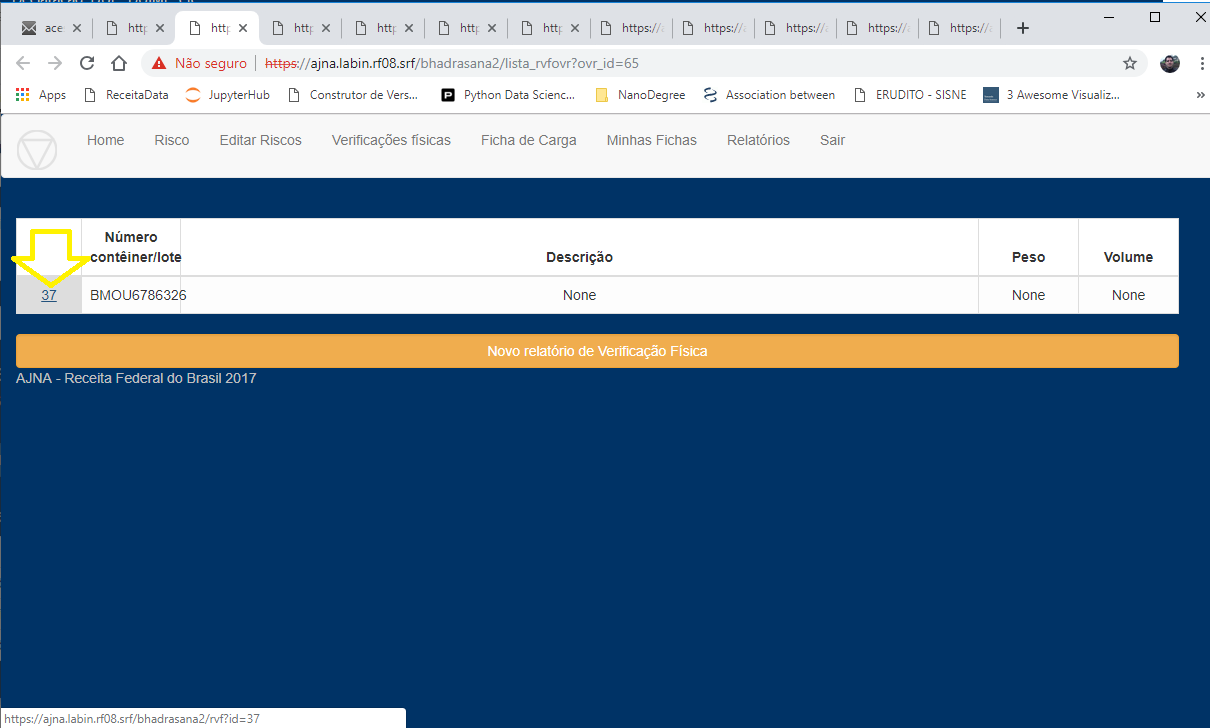 ace
http
http
http
http
http
http
https://
https://
https://
https://
https://
Não seguro
https://ajna.labin.rf08.srf/bhadrasana2/lista_rvfovr?ovr_id=65
Apps
ReceitaData
JupyterHub
Construtor de Vers...
Python Data Scienc...
NanoDegree
Association between
ERUDITO - SISNE
3 Awesome Visualiz...
»
Home
Risco
Editar Riscos
Verificações físicas
Ficha de Carga
Minhas Fichas
Relatórios
Sair
Número
contêiner/lote
Descrição
Peso
Volume
37
BMOU6786326
None
None
None
Novo relatório de Verificação Física
AJNA - Receita Federal do Brasil 2017
https://ajna.labin.rf08.srf/bhadrasana2/rvf?id=37